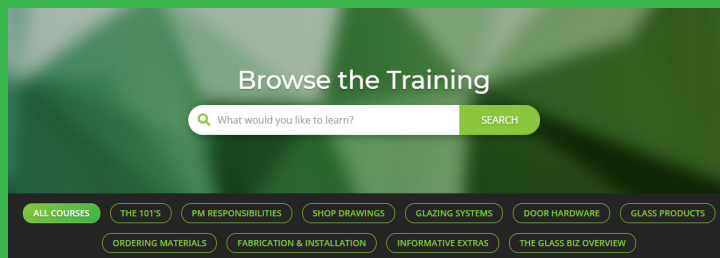 Browse the Training
What would you like to learn? SEARCH
ALL COURSES THE 101'S PM RESPONSIBILITIES SHOP DRAWINGS GLAZING SYSTEMS DOOR HARDWARE GLASS PRODUCTS
ORDERING MATERIALS FABRICATION & INSTALLATION INFORMATIVE EXTRAS THE GLASS BIZ OVERVIEW